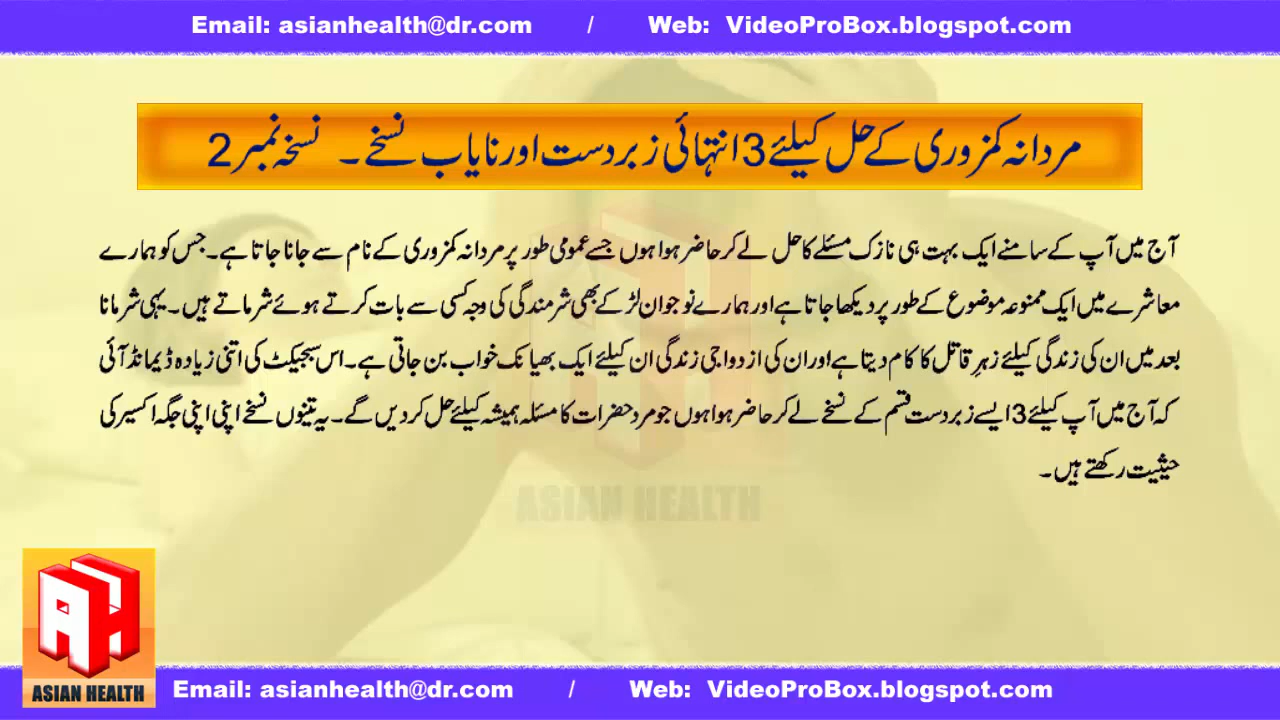 Email: asianhealth@dr.com / Web: VideoProBox.blogspot.com
مردانہ کمزوری کے حل کیلئے 3 انتہائی زبردست اور نایاب نسخے ۔ نسخہ نمبر 2
آج میں آپ کے سامنے ایک بہت ہی نازک مسئلے کا حل لے کر حاضر ہوا ہوں جسے عمومی طور پر مردانہ کمزوری کے نام سے جانا جاتا ہے۔ جس کو ہمارے
معاشرے میں ایک ممنوعہ موضوع کے طور پر دیکھا جاتا ہے اور ہمارے نوجوان لڑکے بھی شرمندگی کی وجہ کسی سے بات کرتے ہوئے شرماتے ہیں۔ یہی شرمانا
بعد میں ان کی زندگی کیلئے زہرِ قاتل کا کام دیتا ہے اور ان کی ازدواجی زندگی ان کیلئے ایک بھیانک خواب بن جاتی ہے۔ اس سبجیکٹ کی اتنی زیادہ ڈیمانڈ آئی
کہ آج میں آپ کیلئے 3 ایسے زبردست قسم کے نسخے لے کر حاضر ہوا ہوں جو مرد حضرات کا مسئلہ ہمیشہ کیلئے حل کر دیں گے۔ یہ تینوں نسخے اپنی اپنی جگہ اکسیر کی
حیثیت رکھتے ہیں۔
ASIAN HEALTH
AH
ASIAN HEALTH
Email: asianhealth@dr.com / Web: VideoProBox.blogspot.com